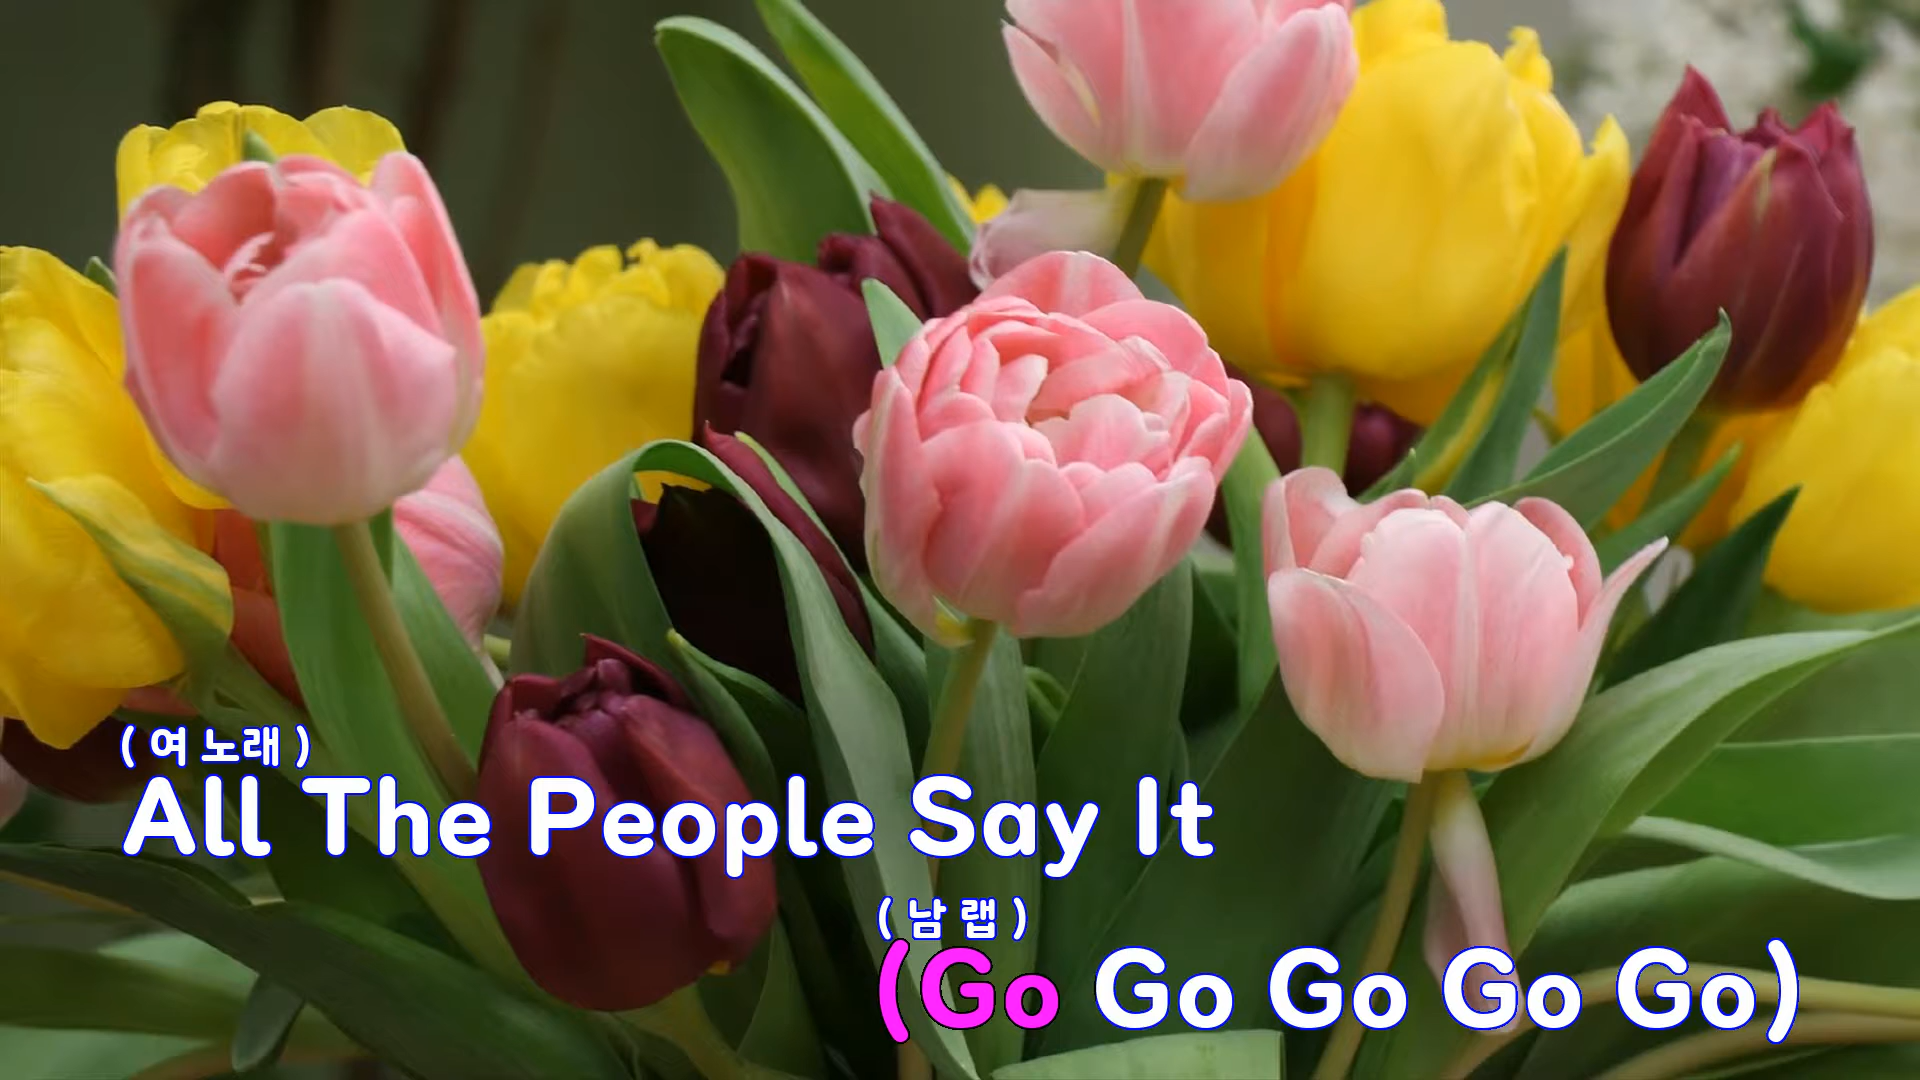 ( 여 노래 )
All The People Say It
( 남 랩 )
(Go Go Go Go Go)